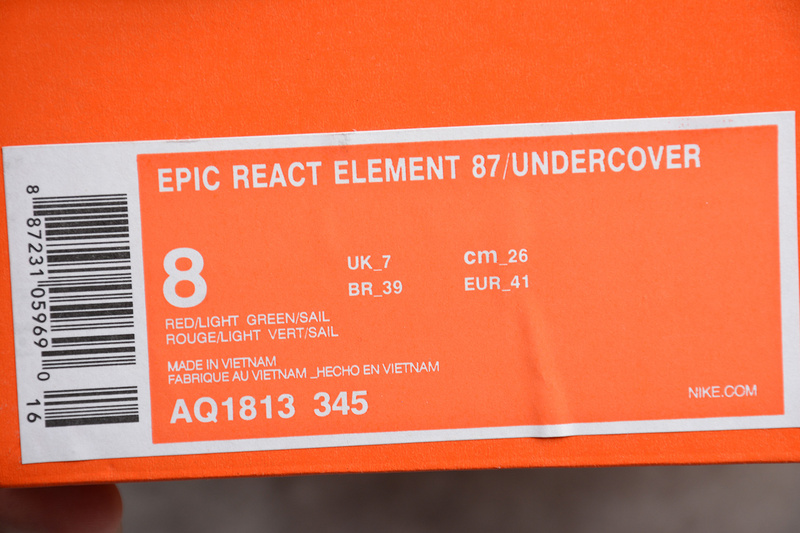 EPIC REACT ELEMENT 87/UNDERCOVER
8
UK_7 cm_26
BR_39 EUR_41
RED/LIGHT GREEN/SAIL
ROUGE/LIGHT VERT/SAIL
MADE IN VIETNAM
FABRIQUE AU VIETNAM _HECHO EN VIETNAM
AQ1813 345
NIKE.COM
8 87231 05969 0 16